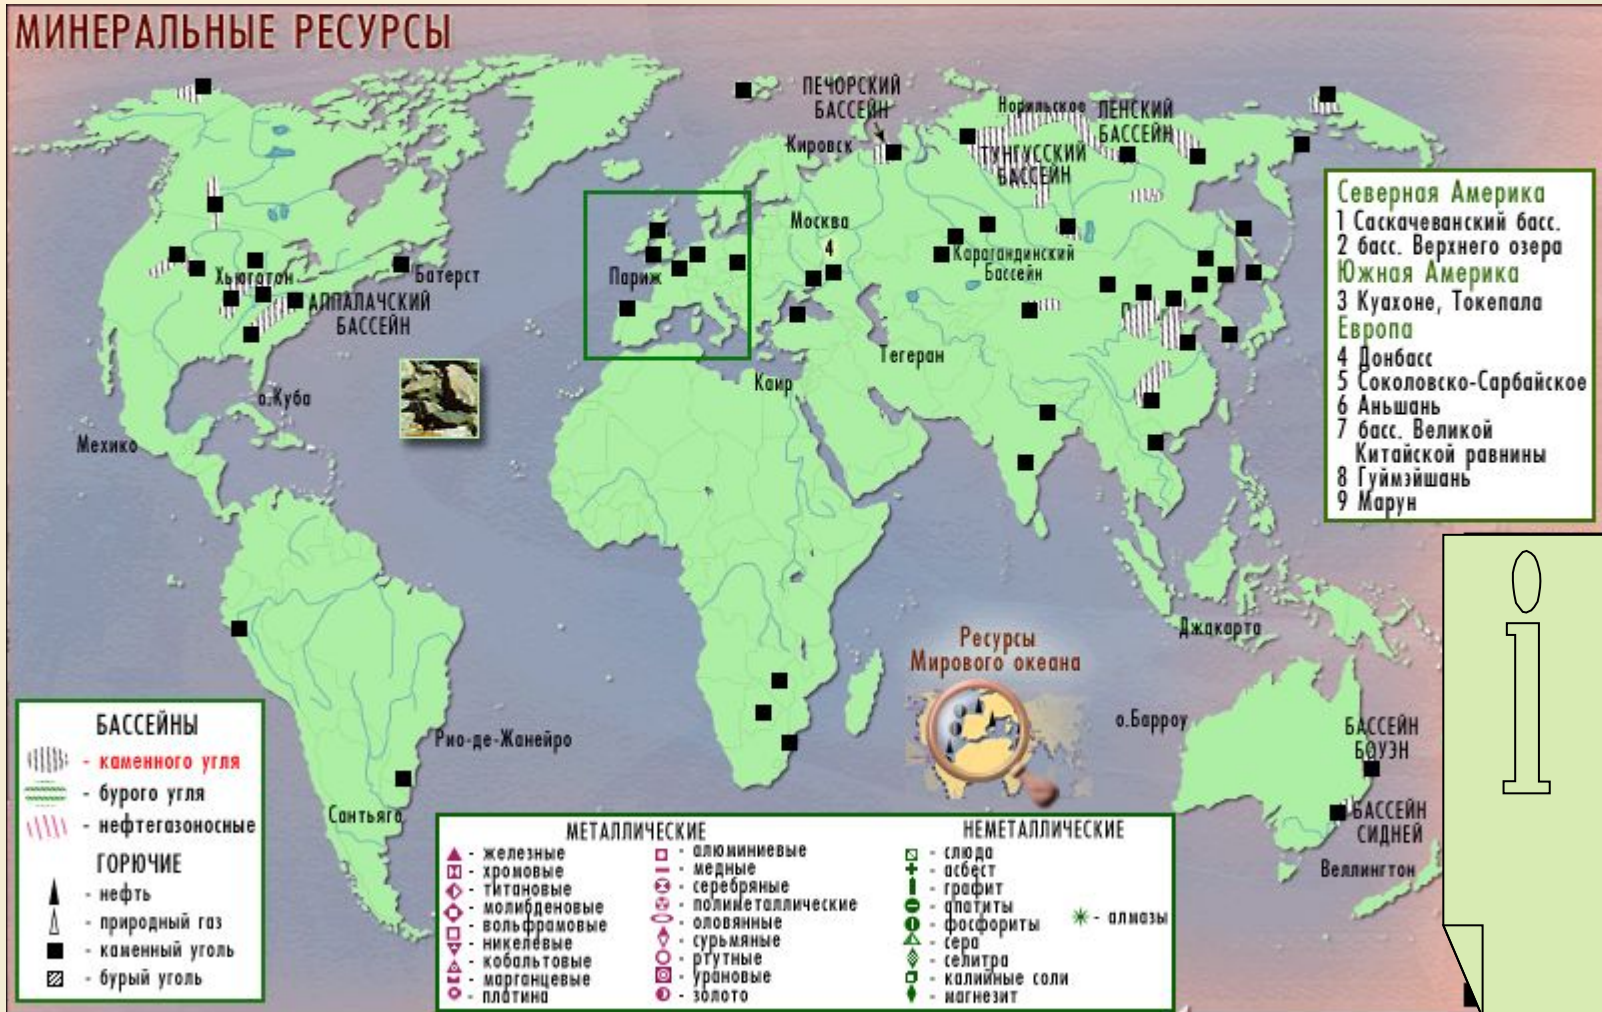 МИНЕРАЛЬНЫЕ РЕСУРСЫ
ПЕЧОРСКИЙ
БАССЕЙН
Норильское
ЛЕНСКИЙ
БАССЕЙН
Кировск
ТУНГУССКИЙ
БАССЕЙН
Москва
4
Карагандинский
Бассейн
Париж
Хьюготон
Батерст
АППАЛАЧСКИЙ
БАССЕЙН
Тегеран
Каир
о.Куба
Мехико
Джакарта
Ресурсы
Мирового океана
о.Барроу
БАССЕЙН
БОУЭН
Рио-де-Жанейро
Сантьяго
БАССЕЙН
СИДНЕЙ
Веллингтон
Северная Америка
1 Саскачеванский басс.
2 басс. Верхнего озера
Южная Америка
3 Куахоне, Токепала
Европа
4 Донбасс
5 Соколовско-Сарбайское
6 Аньшань
7 басс. Великой
Китайской равнины
8 Гуймэйшань
9 Марун
i
БАССЕЙНЫ
- каменного угля
- бурого угля
- нефтегазоносные
ГОРЮЧИЕ
- нефть
- природный газ
- каменный уголь
- бурый уголь
МЕТАЛЛИЧЕСКИЕ
- железные
- хромовые
- титановые
- молибденовые
- вольфрамовые
- никелевые
- кобальтовые
- марганцевые
- платина
- алюминиевые
- медные
- серебряные
- полиметаллические
- оловянные
- сурьмяные
- ртутные
- урановые
- золото
НЕМЕТАЛЛИЧЕСКИЕ
- слюда
- асбест
- графит
- апатиты
- фосфориты
- сера
- селитра
- калийные соли
- магнезит
- алмазы